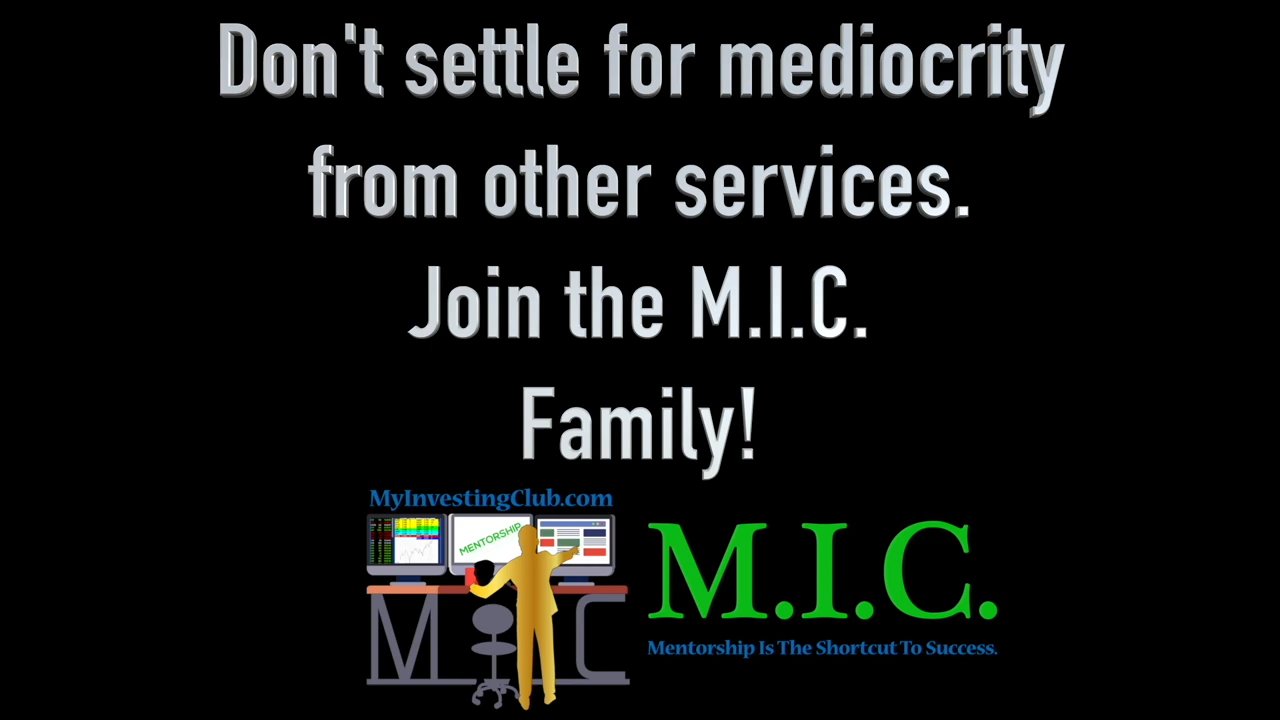 Don't settle for mediocrity
from other services.
Join the M.I.C.
Family!
MyInvestingClub.com
MENTORSHIP
M.I.C.
Mentorship Is The Shortcut To Success.
MIC